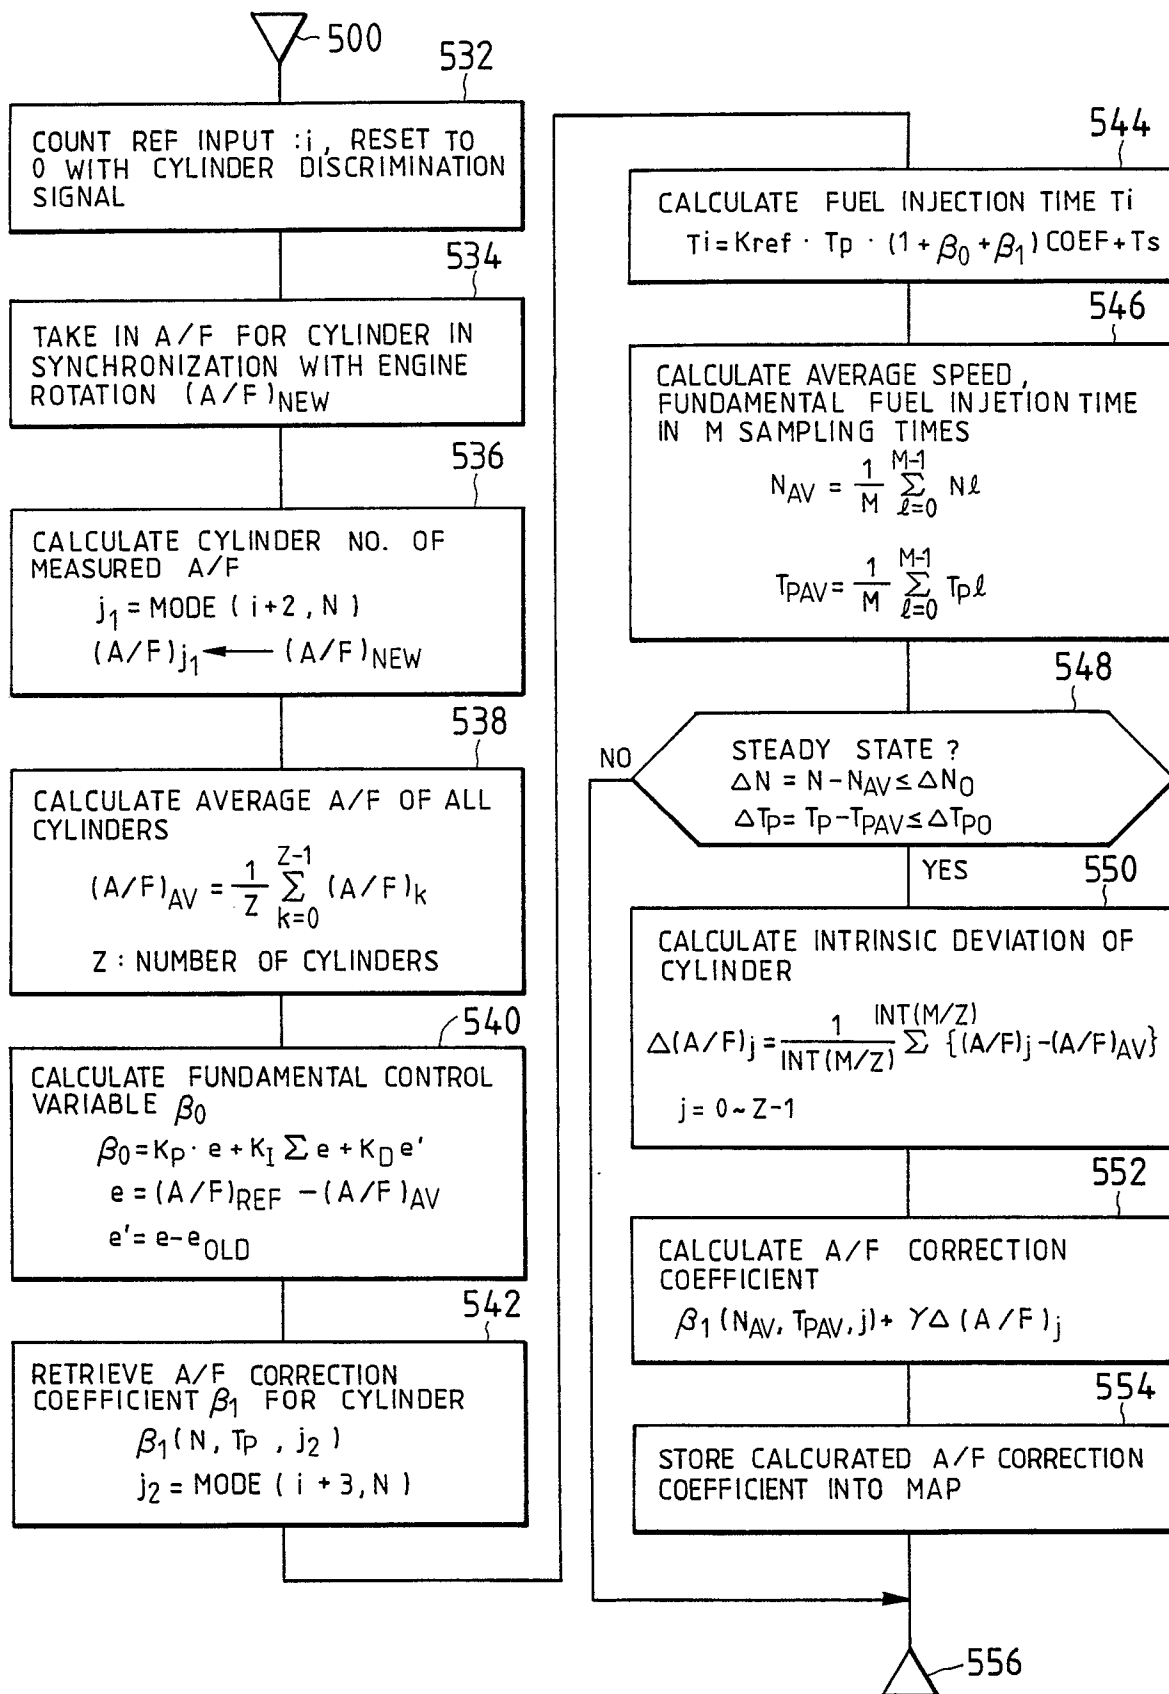 500
532
COUNT REF INPUT :i, RESET TO
0 WITH CYLINDER DISCRIMINATION
SIGNAL
534
TAKE IN A/F FOR CYLINDER IN
SYNCHRONIZATION WITH ENGINE
ROTATION (A/F)NEW
536
CALCULATE CYLINDER NO. OF
MEASURED A/F
j1 = MODE ( i+2 , N )
(A/F)j1 ← (A/F)NEW
538
CALCULATE AVERAGE A/F OF ALL
CYLINDERS
(A/F)AV = 1/Z Z-1 Σ k=0 (A/F)k
Z : NUMBER OF CYLINDERS
540
CALCULATE FUNDAMENTAL CONTROL
VARIABLE β0
β0 = KP · e + KI Σ e + KD e'
e = (A/F)REF − (A/F)AV
e' = e − eOLD
542
RETRIEVE A/F CORRECTION
COEFFICIENT β1 FOR CYLINDER
β1 ( N , TP , j2 )
j2 = MODE ( i + 3, N )
544
CALCULATE FUEL INJECTION TIME Ti
Ti = Kref · Tp · (1 + β0 + β1 ) COEF + Ts
546
CALCULATE AVERAGE SPEED,
FUNDAMENTAL FUEL INJETION TIME
IN M SAMPLING TIMES
NAV = 1/M M-1 Σ ℓ=0 Nℓ
TPAV = 1/M M-1 Σ ℓ=0 Tpℓ
548
STEADY STATE ?
ΔN = N − NAV ≤ ΔN0
ΔTP = TP − TPAV ≤ ΔTP0
NO
YES
550
CALCULATE INTRINSIC DEVIATION OF
CYLINDER
Δ(A/F)j = 1/INT(M/Z) INT(M/Z) Σ {(A/F)j − (A/F)AV}
j = 0 ~ Z−1
552
CALCULATE A/F CORRECTION
COEFFICIENT
β1 (NAV, TPAV, j) + γΔ (A/F)j
554
STORE CALCURATED A/F CORRECTION
COEFFICIENT INTO MAP
556